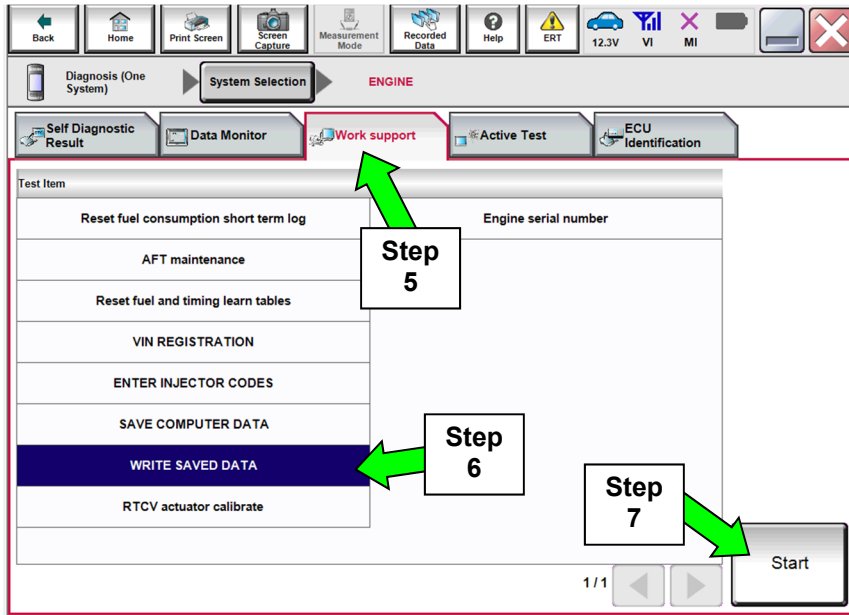 Back
Home
Print Screen
Screen
Capture
Measurement
Mode
Recorded
Data
Help
ERT
12.3V
VI
MI
Diagnosis (One
System)
System Selection
ENGINE
Self Diagnostic
Result
Data Monitor
Work support
Active Test
ECU
Identification
Test Item
Reset fuel consumption short term log
Engine serial number
AFT maintenance
Reset fuel and timing learn tables
VIN REGISTRATION
ENTER INJECTOR CODES
SAVE COMPUTER DATA
WRITE SAVED DATA
RTCV actuator calibrate
Step
5
Step
6
Step
7
1/1
Start